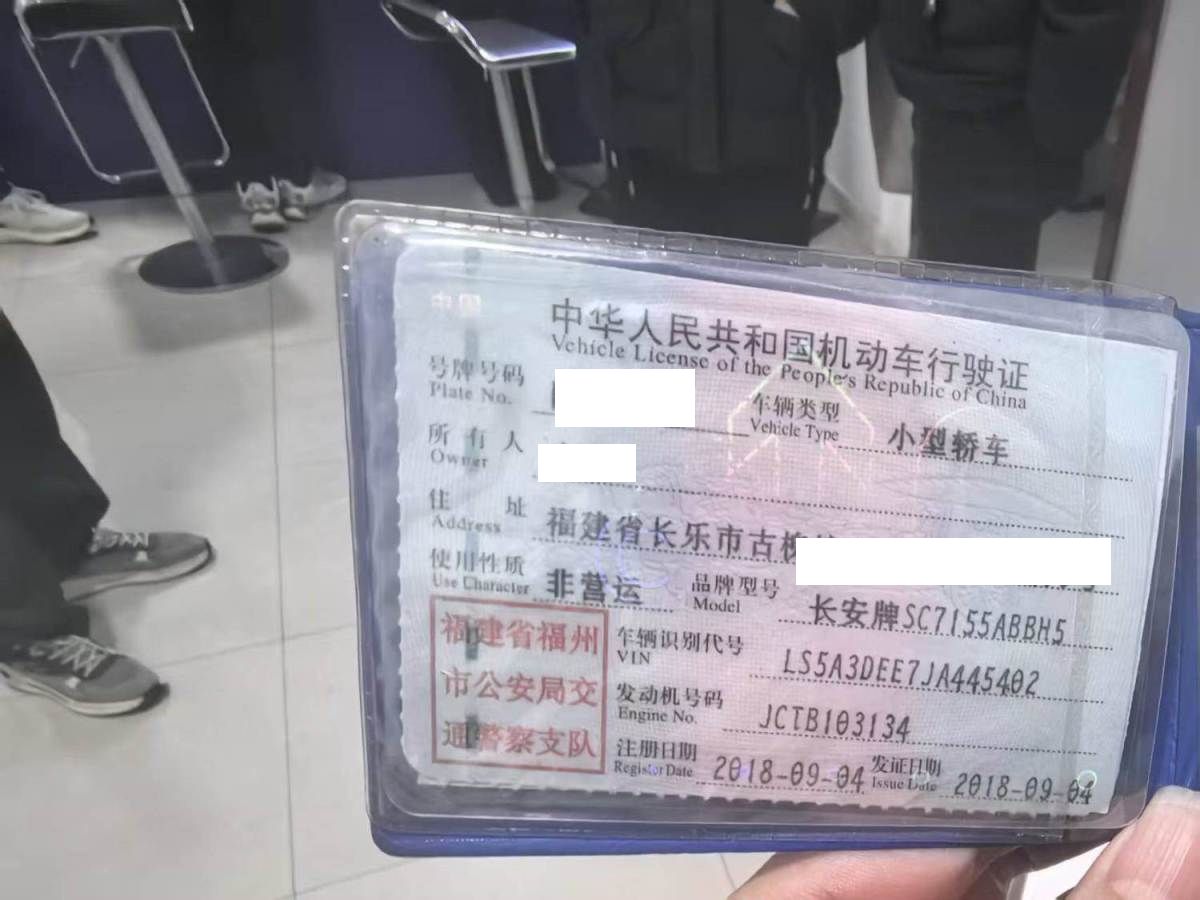 中国
中华人民共和国机动车行驶证
Vehicle License of the People's Republic of China
号牌号码
Plate No.
车辆类型 小型轿车
Vehicle Type
所有人
Owner
住址 福建省长乐市古槐
Address
使用性质 非营运
Use Character
品牌型号 长安牌SC7155ABBH5
Model
福建省福州
市公安局交
通警察支队
车辆识别代号 LS5A3DEE7JA445402
VIN
发动机号码 JCTB103134
Engine No.
注册日期 2018-09-04 发证日期 2018-09-04
Register Date Issue Date